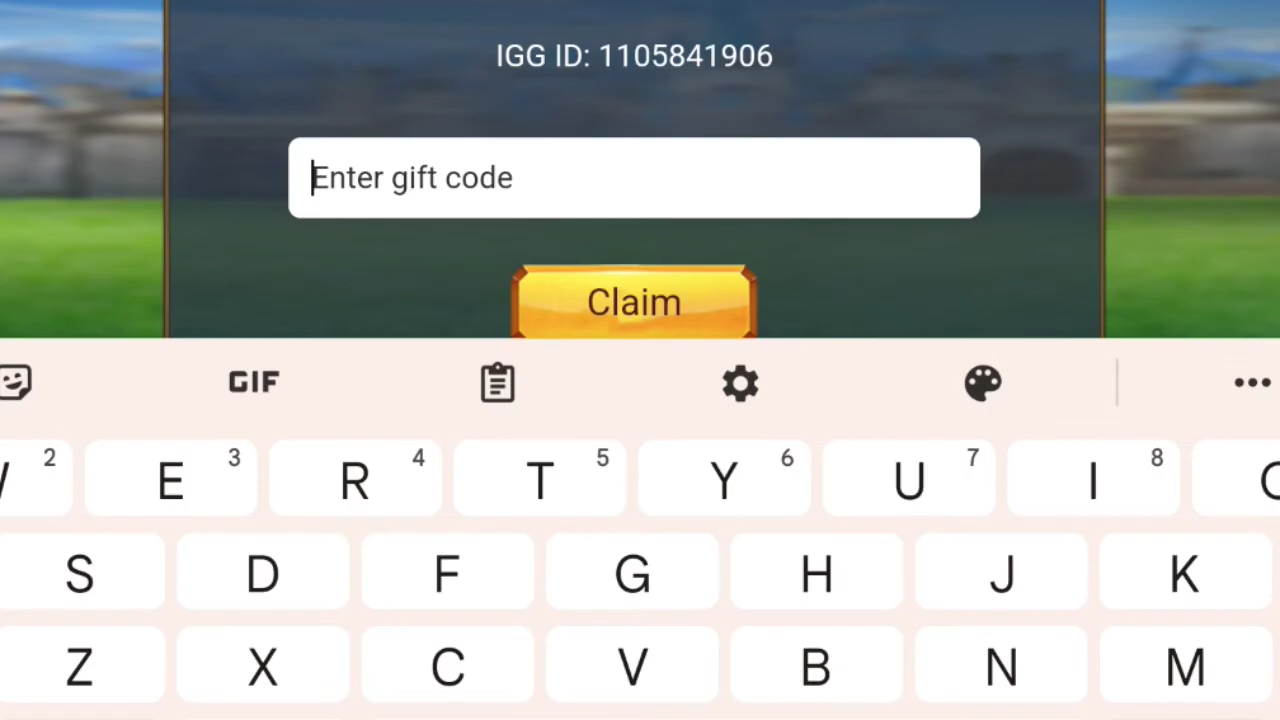 IGG ID: 1105841906
Enter gift code
Claim
GIF
2 E 3 R 4 T 5 Y 6 U 7 I 8
S D F G H J K
Z X C V B N M